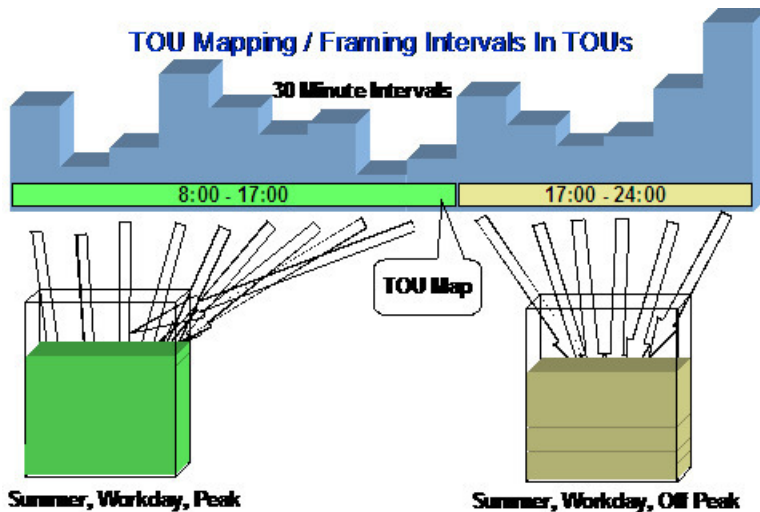 TOU Mapping / Framing Intervals In TOUs
30 Minute Intervals
8:00 - 17:00
17:00 - 24:00
TOU Map
Summer, Workday, Peak
Summer, Workday, Off Peak